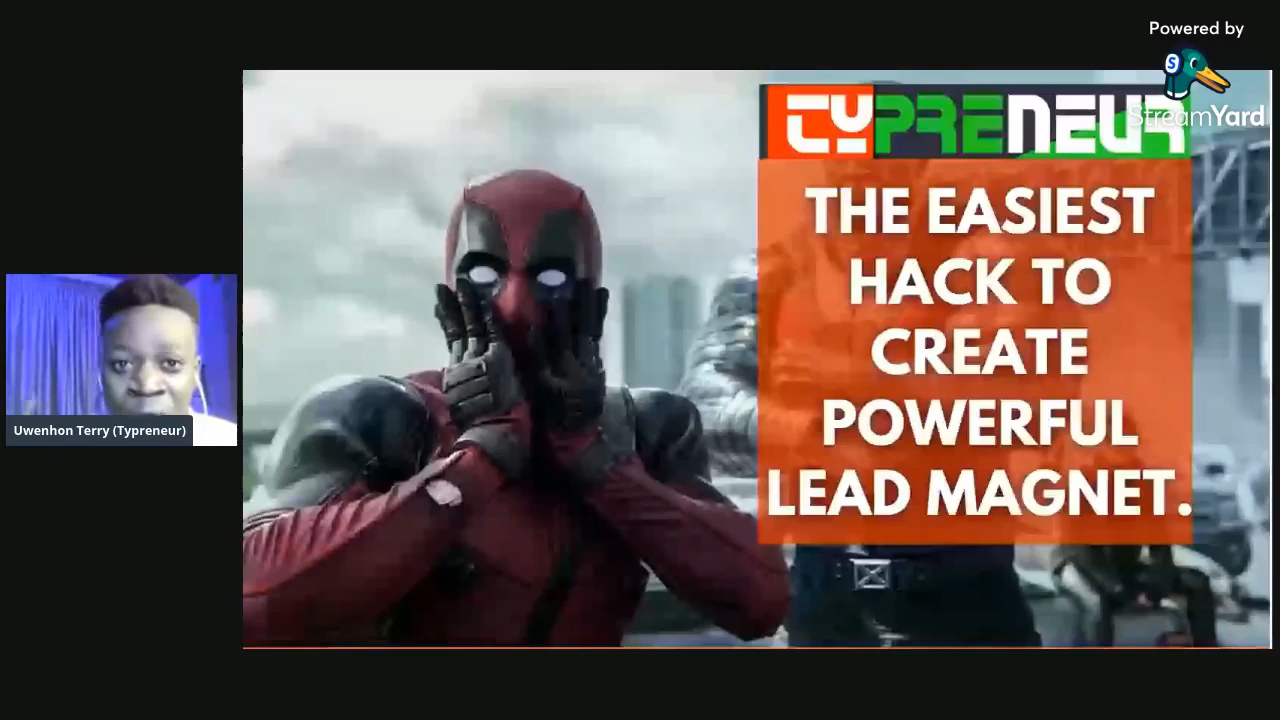 Powered by
StreamYard
TYPRENEUR
THE EASIEST
HACK TO
CREATE
POWERFUL
LEAD MAGNET.
Uwenhon Terry (Typreneur)
S